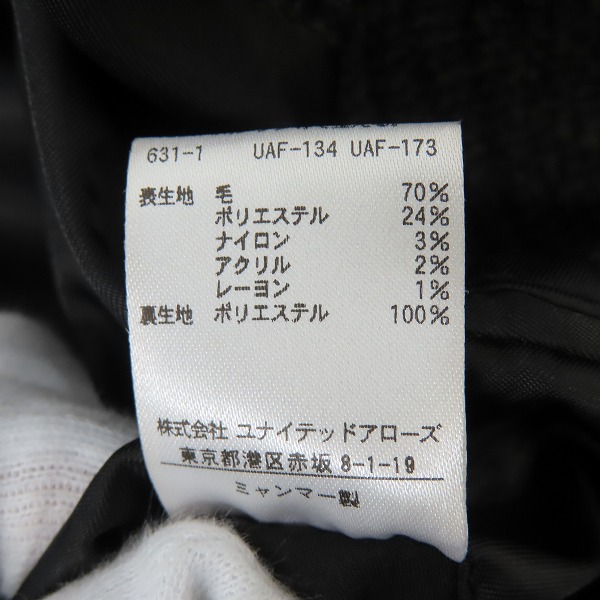 631-1 UAF-134 UAF-173
表生地 毛 70%
ポリエステル 24%
ナイロン 3%
アクリル 2%
レーヨン 1%
裏生地 ポリエステル 100%
株式会社 ユナイテッドアローズ
東京都港区赤坂 8-1-19
ミャンマー製